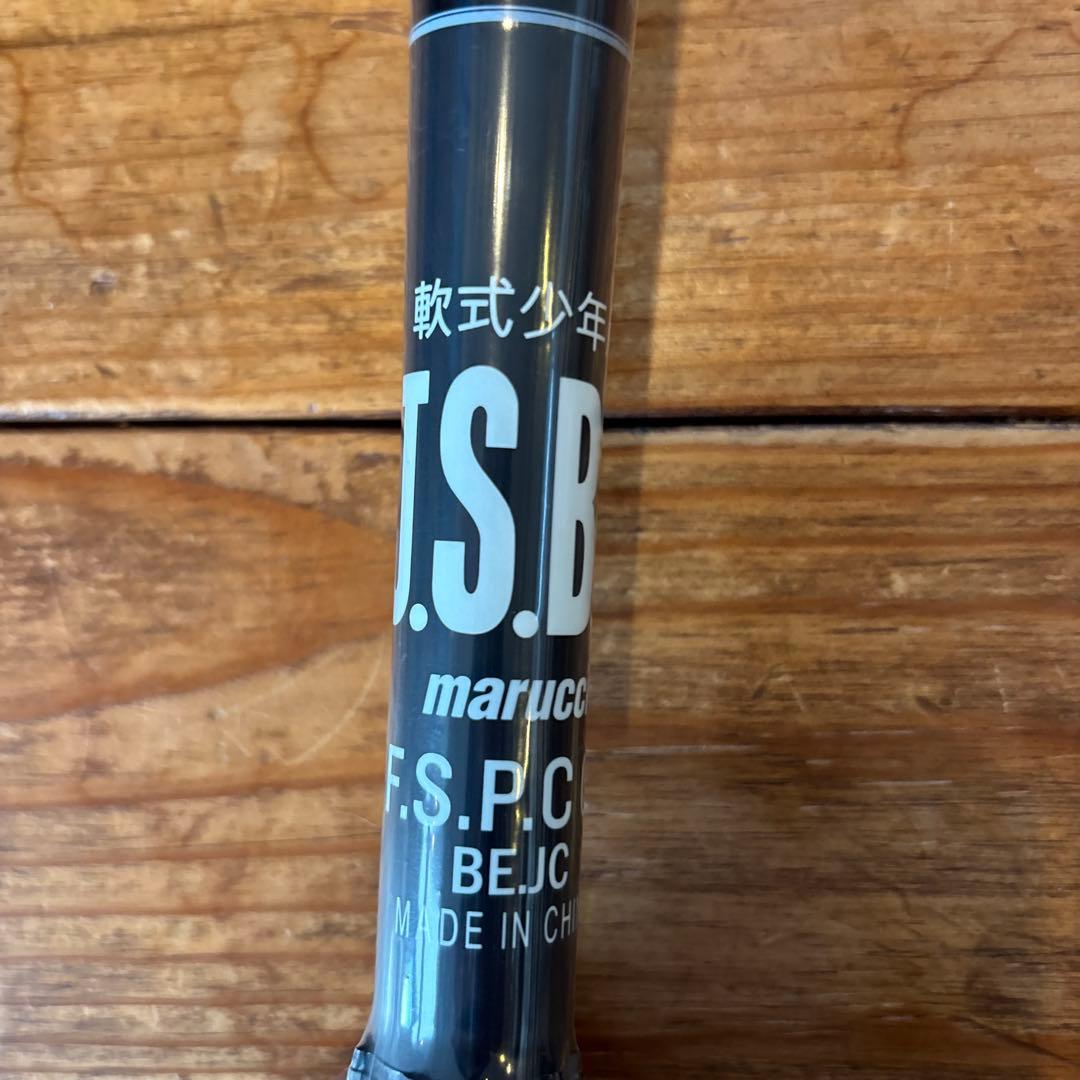 軟式少年
J.S.B
marucci
F.S.P.C
BE.JC
MADE IN CHI